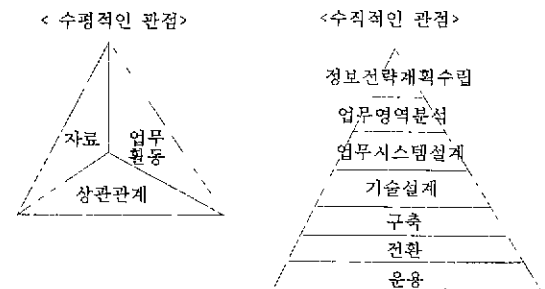 < 수평적인 관점>
자료
업무
활동
상관관계
<수직적인 관점>
정보전략계획수립
업무영역분석
업무시스템설계
기술설계
구축
전환
운용